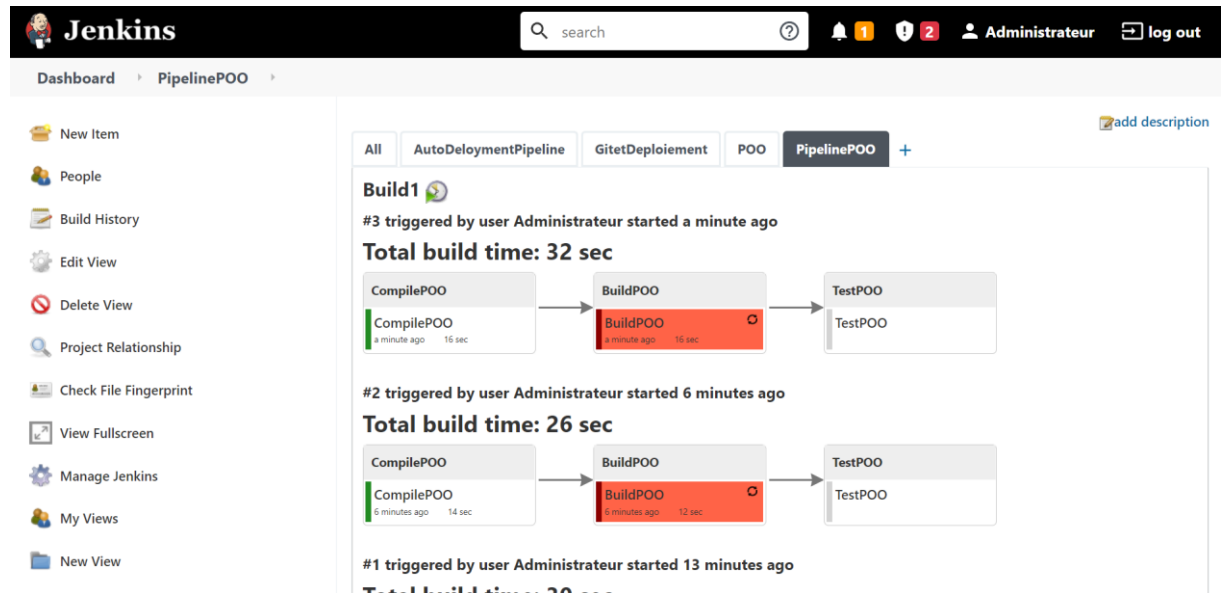 Jenkins
search
1
2
Administrateur
log out
Dashboard
PipelinePOO
New Item
People
Build History
Edit View
Delete View
Project Relationship
Check File Fingerprint
View Fullscreen
Manage Jenkins
My Views
New View
add description
All AutoDeloymentPipeline GitetDeploiement POO PipelinePOO +
Build1
#3 triggered by user Administrateur started a minute ago
Total build time: 32 sec
CompilePOO BuildPOO TestPOO
CompilePOO BuildPOO TestPOO
a minute ago 16 sec a minute ago 16 sec
#2 triggered by user Administrateur started 6 minutes ago
Total build time: 26 sec
CompilePOO BuildPOO TestPOO
CompilePOO BuildPOO TestPOO
6 minutes ago 14 sec 6 minutes ago 12 sec
#1 triggered by user Administrateur started 13 minutes ago
Total build time: 30 sec